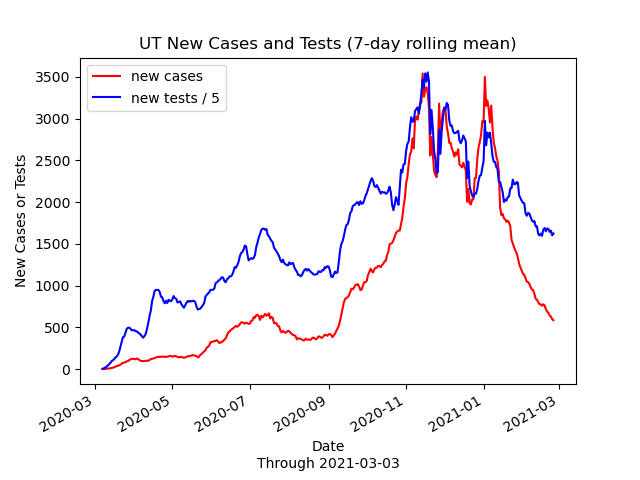 UT New Cases and Tests (7-day rolling mean)
new cases
new tests / 5
New Cases or Tests
3500
3000
2500
2000
1500
1000
500
0
2020-03
2020-05
2020-07
2020-09
2020-11
2021-01
2021-03
Date
Through 2021-03-03